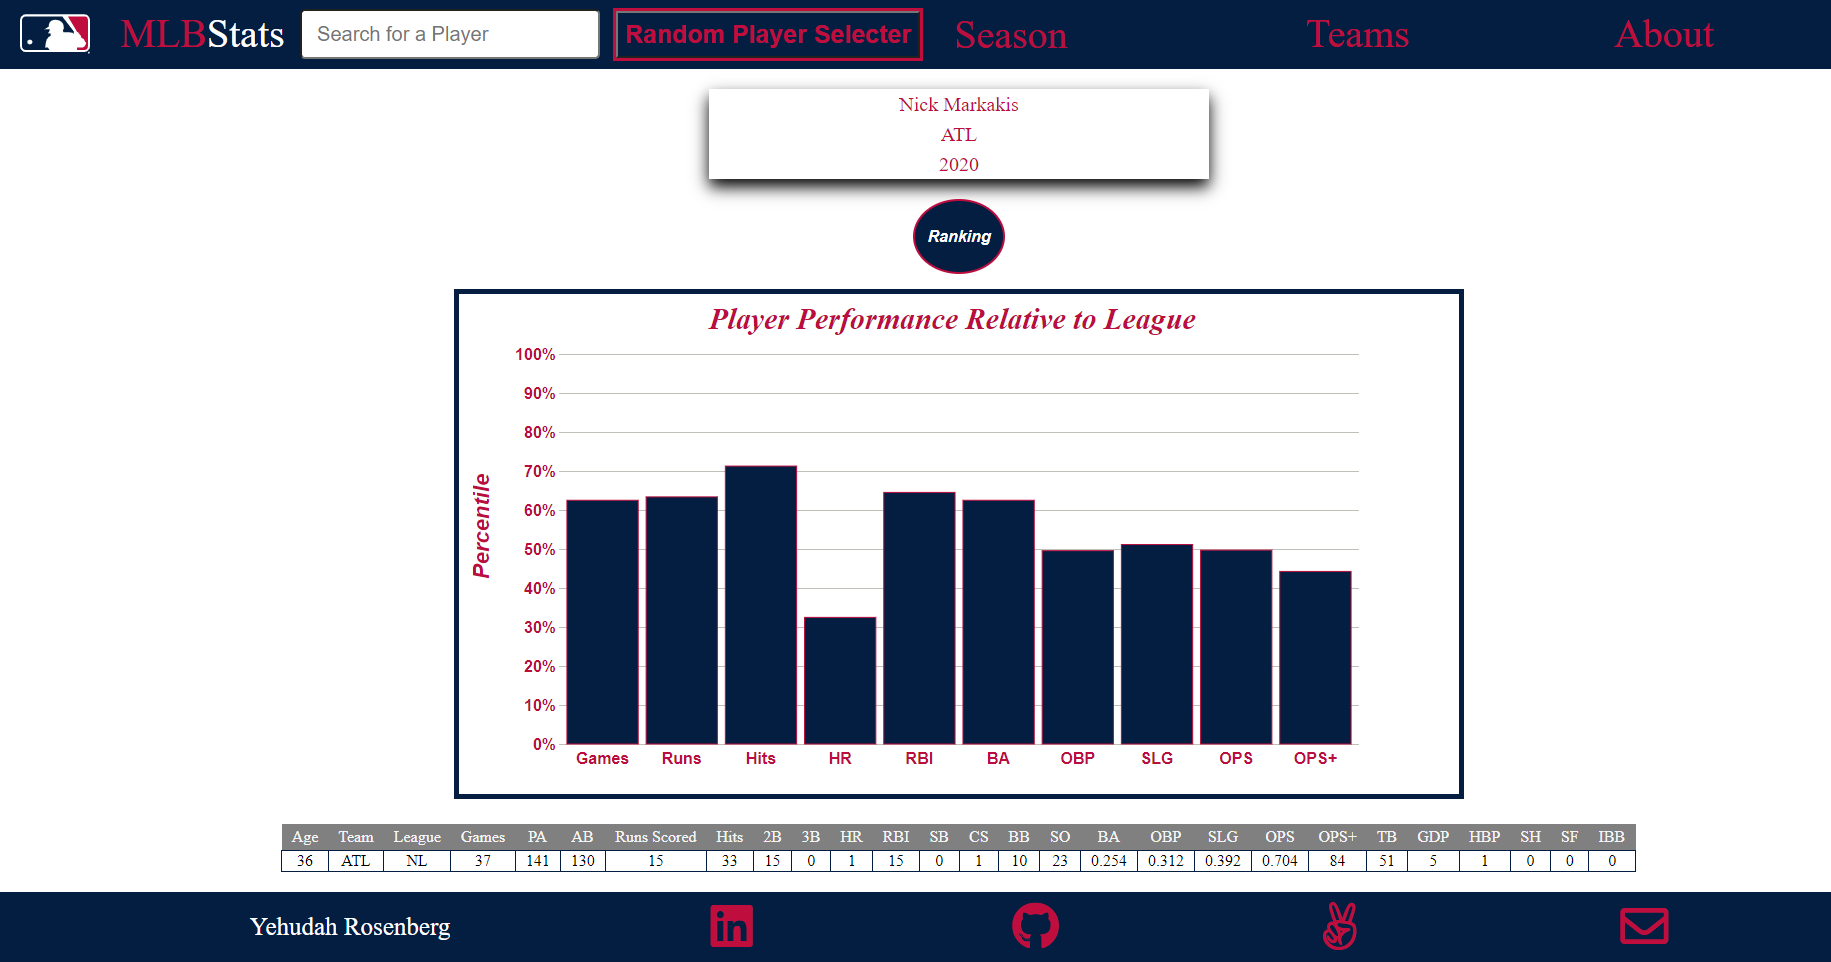 MLBStats Search for a Player Random Player Selecter Season Teams About
Nick Markakis
ATL
2020
Ranking
Player Performance Relative to League
Percentile
100%
90%
80%
70%
60%
50%
40%
30%
20%
10%
0%
Games Runs Hits HR RBI BA OBP SLG OPS OPS+
Age Team League Games PA AB Runs Scored Hits 2B 3B HR RBI SB CS BB SO BA OBP SLG OPS OPS+ TB GDP HBP SH SF IBB
36 ATL NL 37 141 130 15 33 15 0 1 15 0 1 10 23 0.254 0.312 0.392 0.704 84 51 5 1 0 0 0
Yehudah Rosenberg in